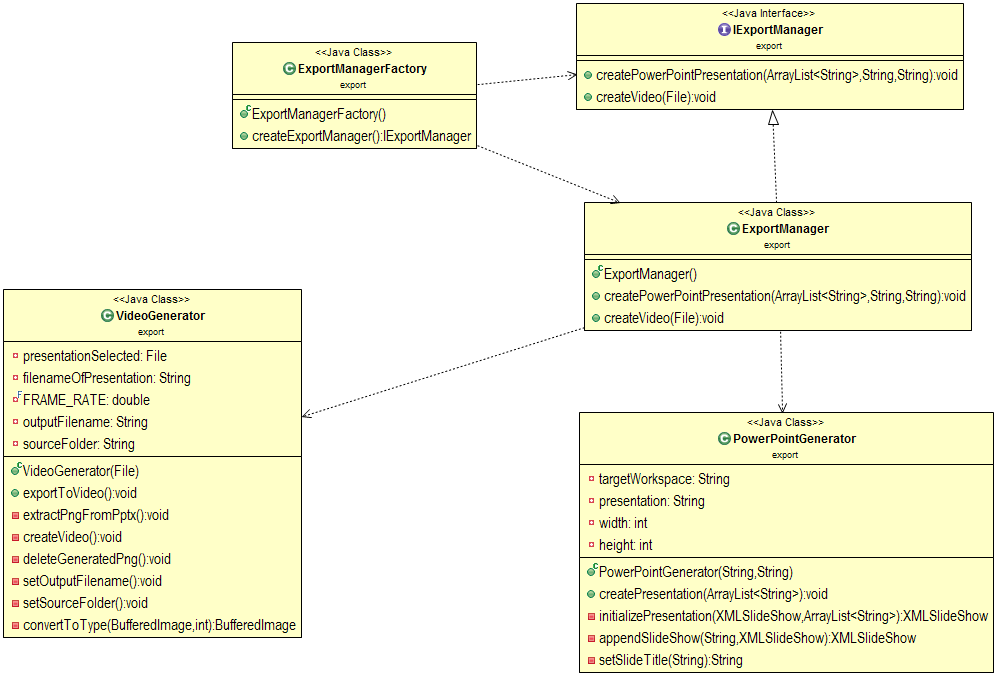 <<Java Interface>>
IExportManager
export
createPowerPointPresentation(ArrayList<String>,String,String):void
createVideo(File):void
<<Java Class>>
ExportManagerFactory
export
ExportManagerFactory()
createExportManager():IExportManager
<<Java Class>>
ExportManager
export
ExportManager()
createPowerPointPresentation(ArrayList<String>,String,String):void
createVideo(File):void
<<Java Class>>
VideoGenerator
export
presentationSelected: File
filenameOfPresentation: String
FRAME_RATE: double
outputFilename: String
sourceFolder: String
VideoGenerator(File)
exportToVideo():void
extractPngFromPptx():void
createVideo():void
deleteGeneratedPng():void
setOutputFilename():void
setSourceFolder():void
convertToType(BufferedImage,int):BufferedImage
<<Java Class>>
PowerPointGenerator
export
targetWorkspace: String
presentation: String
width: int
height: int
PowerPointGenerator(String,String)
createPresentation(ArrayList<String>):void
initializePresentation(XMLSlideShow,ArrayList<String>):XMLSlideShow
appendSlideShow(String,XMLSlideShow):XMLSlideShow
setSlideTitle(String):String